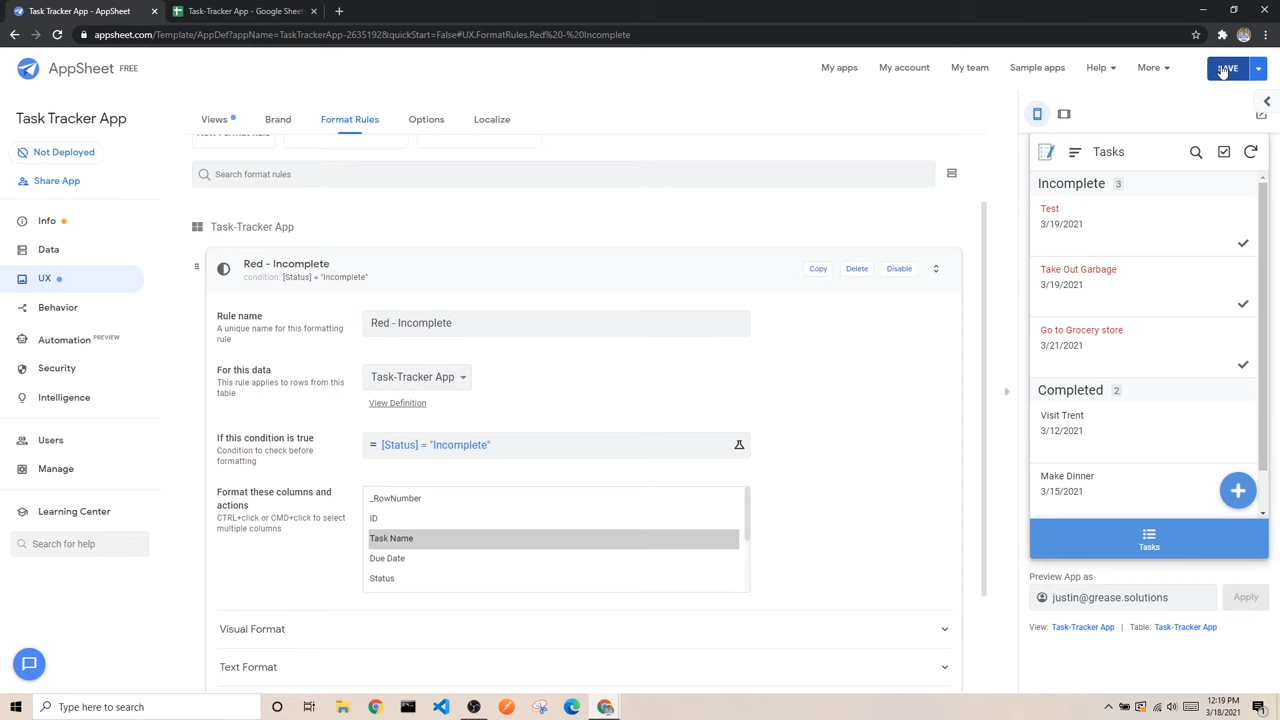 Task Tracker App - AppSheet
Task-Tracker App - Google Sheet
appsheet.com/Template/AppDef?appName=TaskTrackerApp-2635192&quickStart=False#UX.FormatRules.Red%20-%20Incomplete
AppSheet FREE
My apps
My account
My team
Sample apps
Help
More
SAVE
Task Tracker App
Not Deployed
Share App
Info
Data
UX
Behavior
Automation PREVIEW
Security
Intelligence
Users
Manage
Learning Center
Search for help
Views
Brand
Format Rules
Options
Localize
New Format Rule
Search format rules
Task-Tracker App
Red - Incomplete
condition: [Status] = "Incomplete"
Copy
Delete
Disable
Rule name
A unique name for this formatting
rule
Red - Incomplete
For this data
This rule applies to rows from this
table
Task-Tracker App
View Definition
If this condition is true
Condition to check before
formatting
= [Status] = "Incomplete"
Format these columns and
actions
CTRL+click or CMD+click to select
multiple columns
_RowNumber
ID
Task Name
Due Date
Status
Visual Format
Text Format
Tasks
Incomplete 3
Test
3/19/2021
Take Out Garbage
3/19/2021
Go to Grocery store
3/21/2021
Completed 2
Visit Trent
3/12/2021
Make Dinner
3/15/2021
Tasks
Preview App as
justin@grease.solutions
Apply
View: Task-Tracker App | Table: Task-Tracker App
Type here to search
12:19 PM
3/18/2021